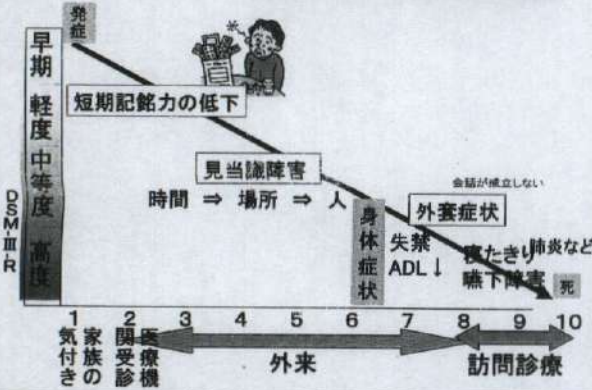 発症
早期
軽度
中等度
高度
DSM-III-R
短期記銘力の低下
見当識障害
時間 ⇒ 場所 ⇒ 人
会話が成立しない
外套症状
身体症状
失禁
ADL↓
寝たきり
肺炎など
嚥下障害
死
1 2 3 4 5 6 7 8 9 10
家族の気付き
医療機関受診
外来
訪問診療